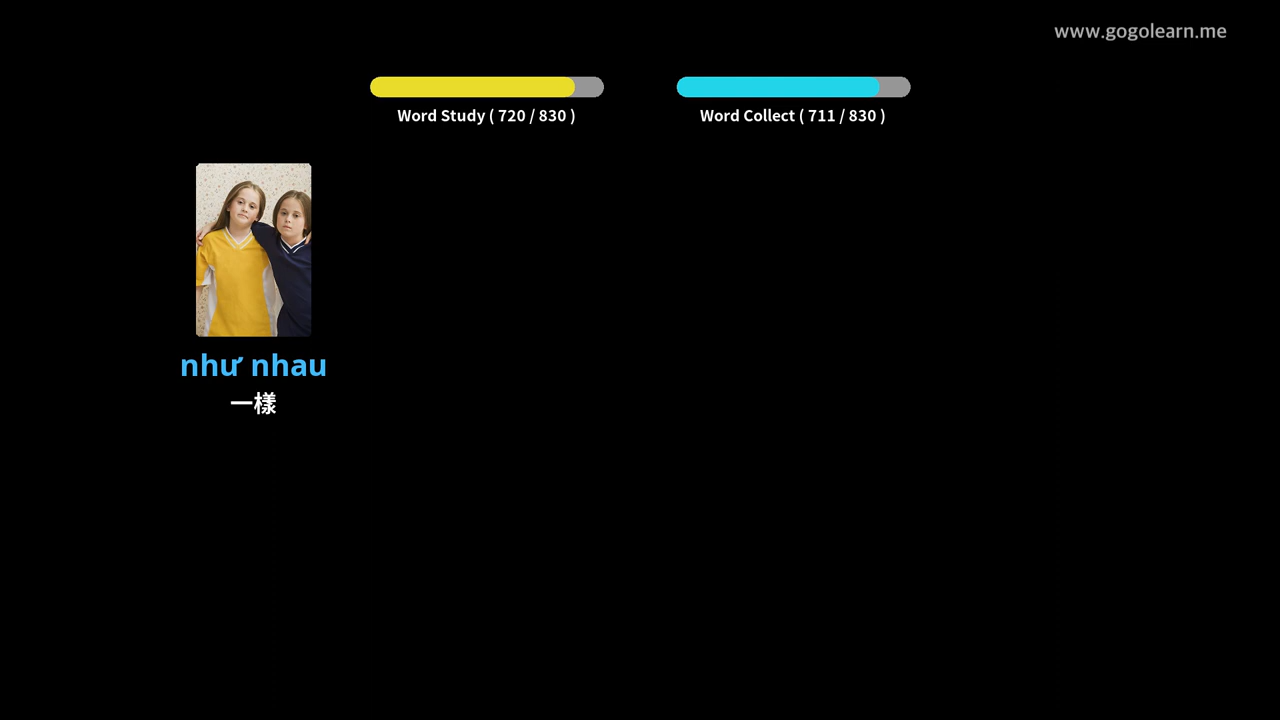 www.gogolearn.me
Word Study ( 720 / 830 )
Word Collect ( 711 / 830 )
như nhau
一樣